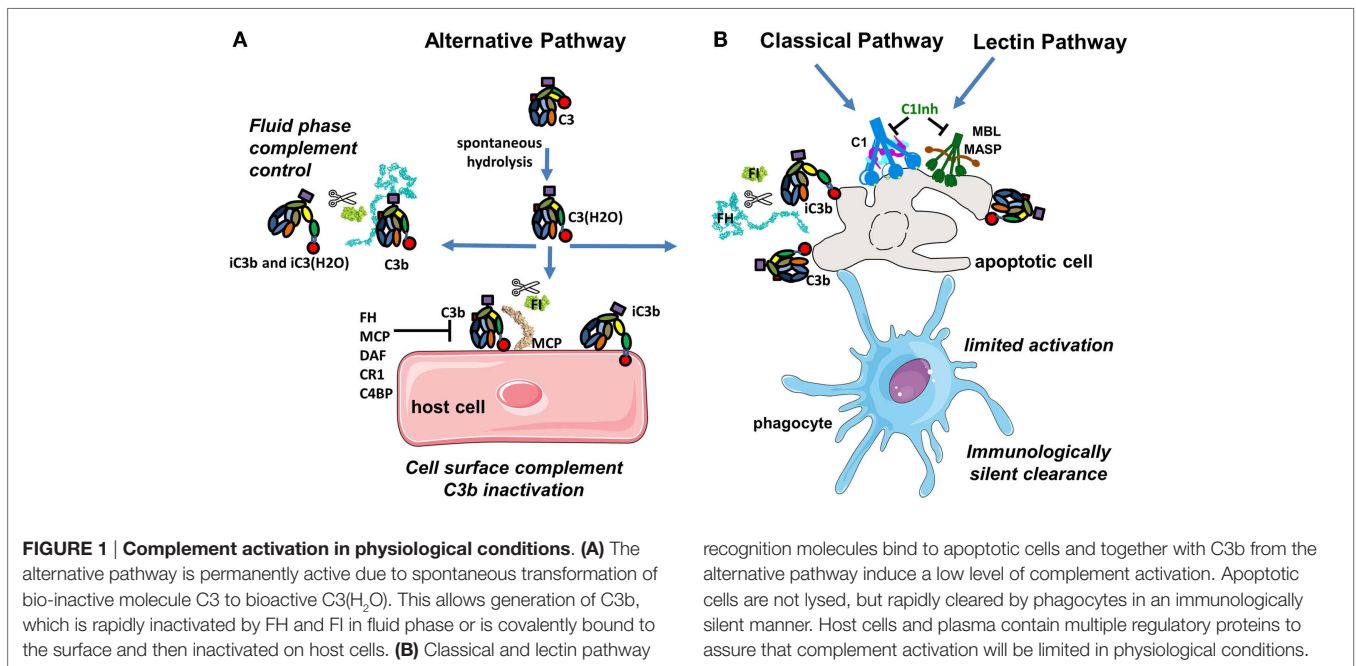 A
Alternative Pathway
C3
spontaneous
hydrolysis
C3(H2O)
Fluid phase
complement
control
iC3b and iC3(H2O)
C3b
FH
MCP
DAF
CR1
C4BP
C3b
FI
MCP
iC3b
host cell
Cell surface complement
C3b inactivation
B
Classical Pathway
Lectin Pathway
C1Inh
C1
MBL
MASP
FI
FH
iC3b
C3b
apoptotic cell
limited activation
phagocyte
Immunologically
silent clearance
FIGURE 1 | Complement activation in physiological conditions. (A) The
alternative pathway is permanently active due to spontaneous transformation of
bio-inactive molecule C3 to bioactive C3(H₂O). This allows generation of C3b,
which is rapidly inactivated by FH and FI in fluid phase or is covalently bound to
the surface and then inactivated on host cells. (B) Classical and lectin pathway
recognition molecules bind to apoptotic cells and together with C3b from the
alternative pathway induce a low level of complement activation. Apoptotic
cells are not lysed, but rapidly cleared by phagocytes in an immunologically
silent manner. Host cells and plasma contain multiple regulatory proteins to
assure that complement activation will be limited in physiological conditions.